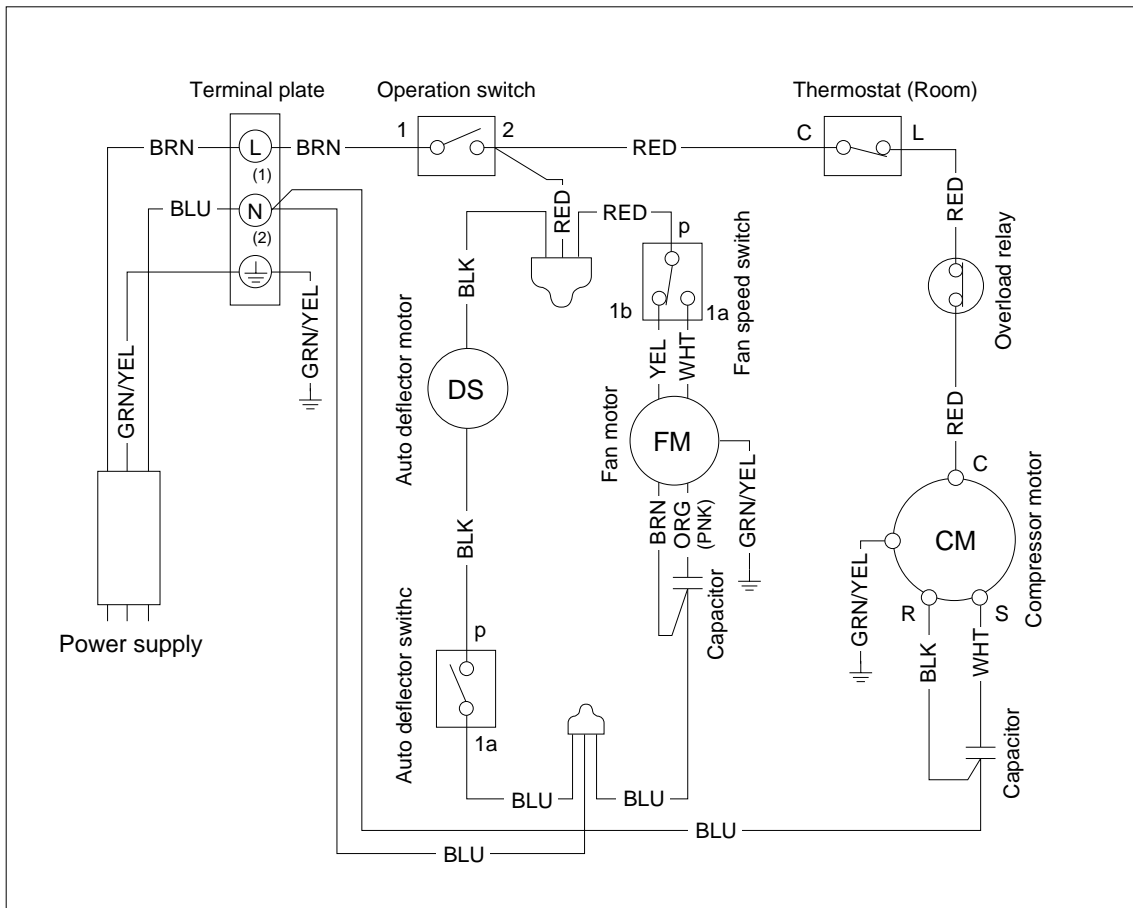 Terminal plate
Operation switch
Thermostat (Room)
BRN
L
(1)
BRN
1
2
RED
C
L
BLU
N
(2)
RED
RED
p
RED
Overload relay
BLK
1b
1a
Fan speed switch
GRN/YEL
GRN/YEL
Auto deflector motor
DS
YEL
WHT
Fan motor
FM
RED
BLK
BRN
ORG
(PNK)
GRN/YEL
Capacitor
C
CM
Compressor motor
GRN/YEL
R
S
Power supply
Auto deflector swithc
p
1a
BLK
WHT
Capacitor
BLU
BLU
BLU
BLU